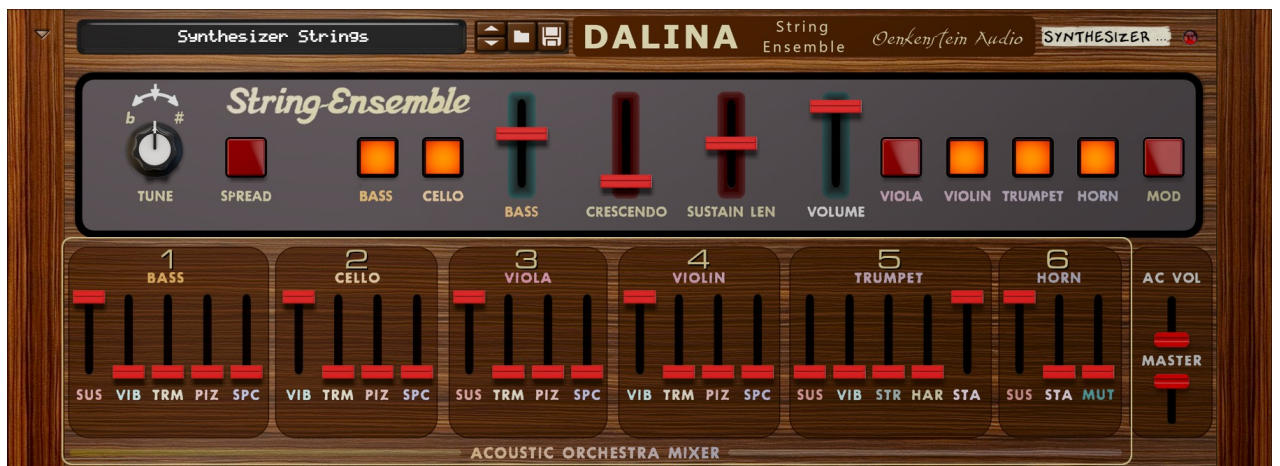 Synthesizer Strings
DALINA
String
Ensemble
Oenkenstein Audio
SYNTHESIZER ...
String-Ensemble
b #
TUNE
SPREAD
BASS
CELLO
BASS
CRESCENDO
SUSTAIN LEN
VOLUME
VIOLA
VIOLIN
TRUMPET
HORN
MOD
1
BASS
SUS VIB TRM PIZ SPC
2
CELLO
VIB TRM PIZ SPC
3
VIOLA
SUS TRM PIZ SPC
4
VIOLIN
VIB TRM PIZ SPC
5
TRUMPET
SUS VIB STR HAR STA
6
HORN
SUS STA MUT
AC VOL
MASTER
ACOUSTIC ORCHESTRA MIXER